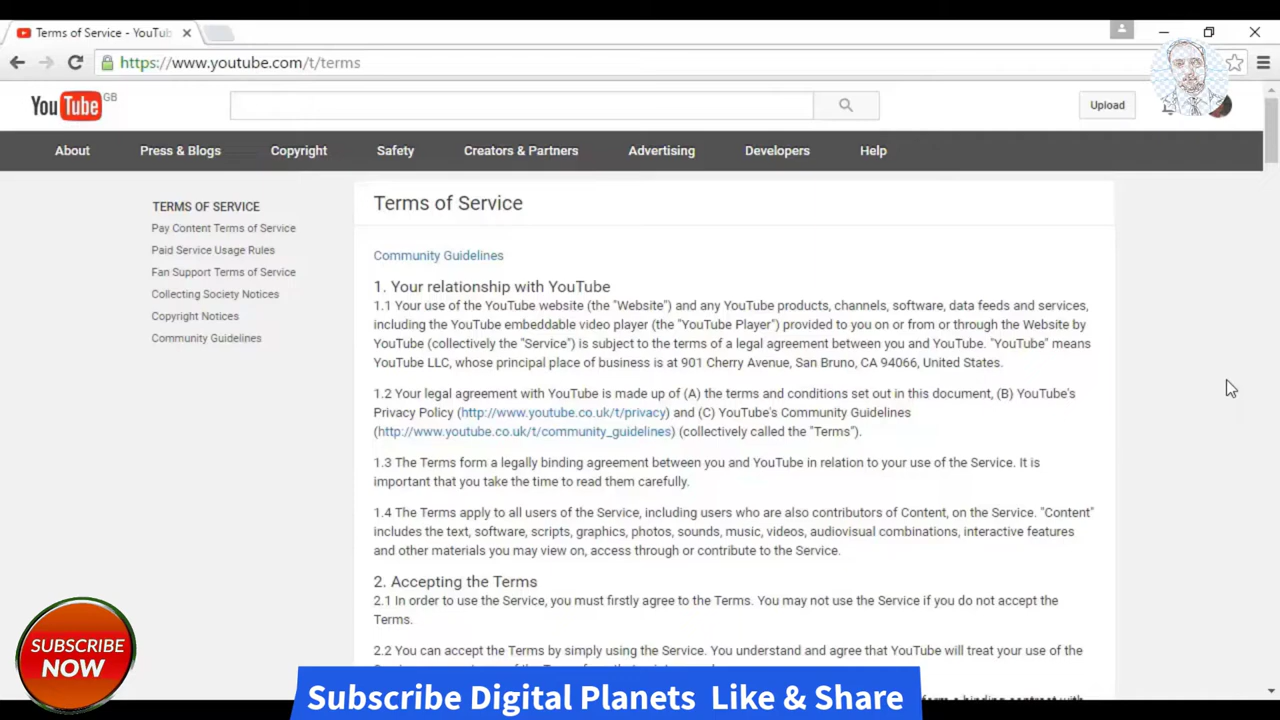 Terms of Service - YouTub
https://www.youtube.com/t/terms
YouTube GB
Upload
About Press & Blogs Copyright Safety Creators & Partners Advertising Developers Help
TERMS OF SERVICE
Pay Content Terms of Service
Paid Service Usage Rules
Fan Support Terms of Service
Collecting Society Notices
Copyright Notices
Community Guidelines
Terms of Service
Community Guidelines
1. Your relationship with YouTube
1.1 Your use of the YouTube website (the "Website") and any YouTube products, channels, software, data feeds and services,
including the YouTube embeddable video player (the "YouTube Player") provided to you on or from or through the Website by
YouTube (collectively the "Service") is subject to the terms of a legal agreement between you and YouTube. "YouTube" means
YouTube LLC, whose principal place of business is at 901 Cherry Avenue, San Bruno, CA 94066, United States.
1.2 Your legal agreement with YouTube is made up of (A) the terms and conditions set out in this document, (B) YouTube's
Privacy Policy (http://www.youtube.co.uk/t/privacy) and (C) YouTube's Community Guidelines
(http://www.youtube.co.uk/t/community_guidelines) (collectively called the "Terms").
1.3 The Terms form a legally binding agreement between you and YouTube in relation to your use of the Service. It is
important that you take the time to read them carefully.
1.4 The Terms apply to all users of the Service, including users who are also contributors of Content, on the Service. "Content"
includes the text, software, scripts, graphics, photos, sounds, music, videos, audiovisual combinations, interactive features
and other materials you may view on, access through or contribute to the Service.
2. Accepting the Terms
2.1 In order to use the Service, you must firstly agree to the Terms. You may not use the Service if you do not accept the
Terms.
2.2 You can accept the Terms by simply using the Service. You understand and agree that YouTube will treat your use of the
SUBSCRIBE
NOW
Subscribe Digital Planets Like & Share